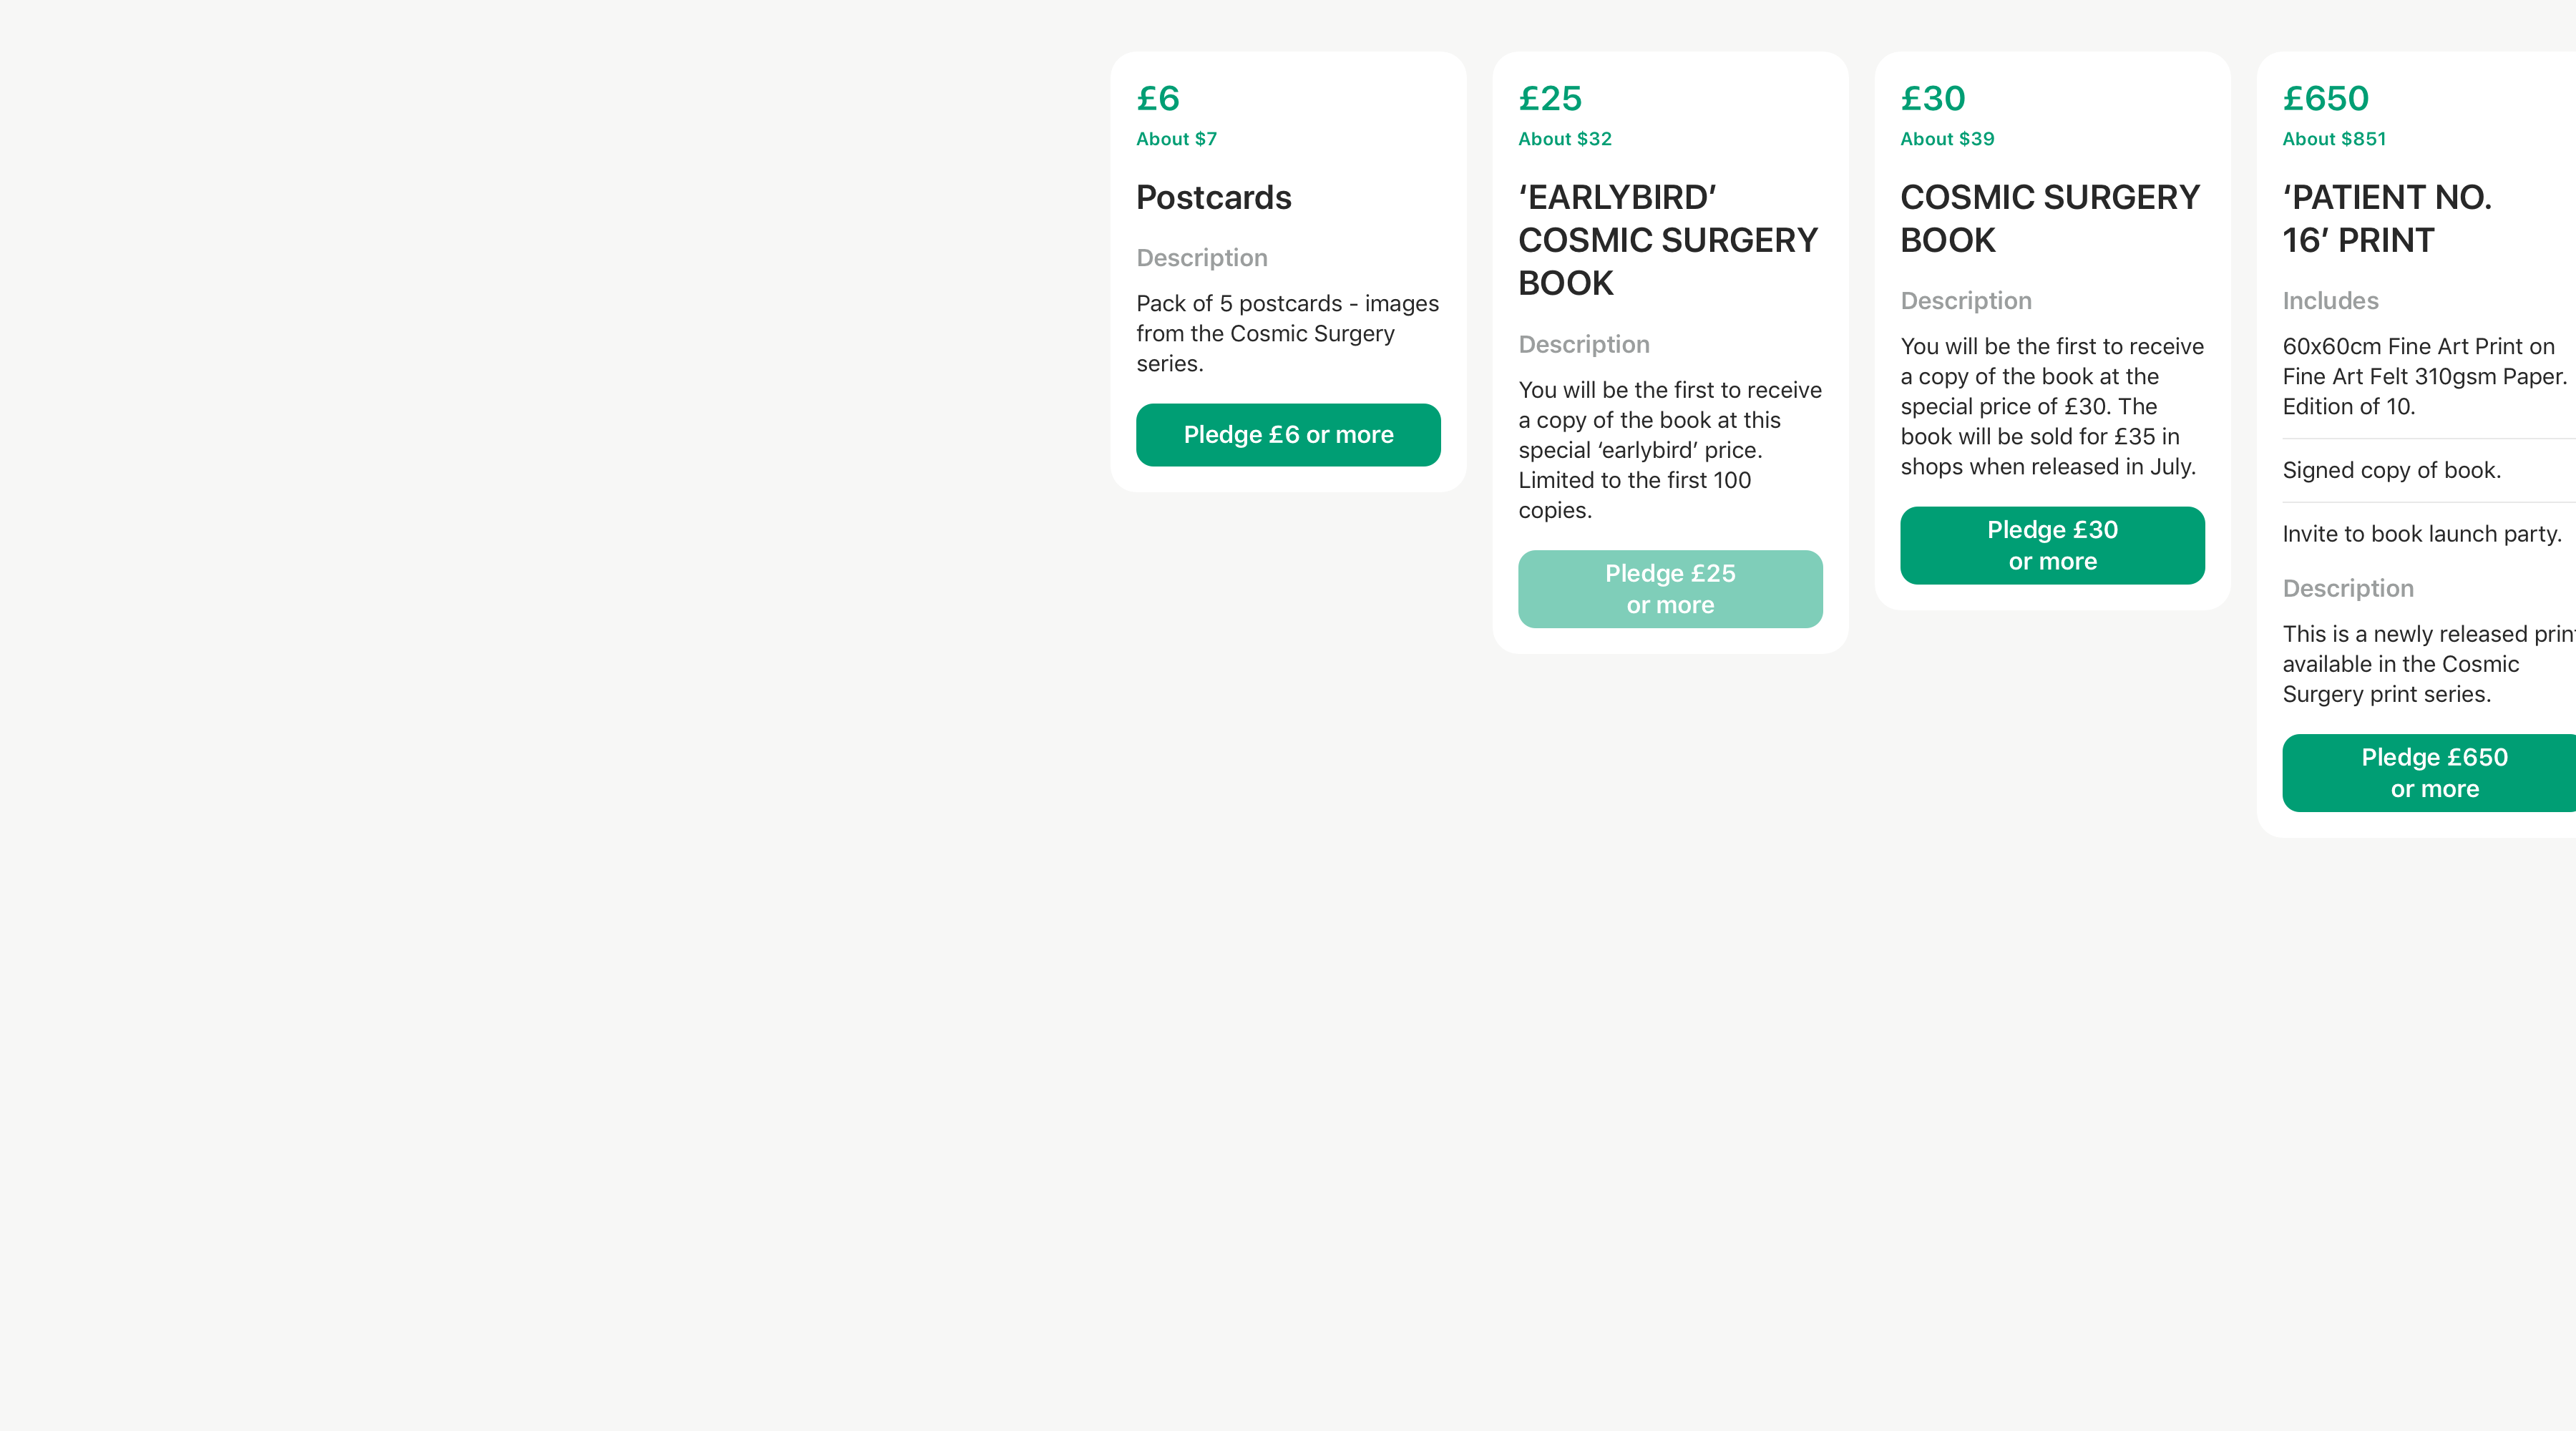 £6
About $7
Postcards
Description
Pack of 5 postcards - images
from the Cosmic Surgery
series.
Pledge £6 or more
£25
About $32
‘EARLYBIRD’
COSMIC SURGERY
BOOK
Description
You will be the first to receive
a copy of the book at this
special ‘earlybird’ price.
Limited to the first 100
copies.
Pledge £25
or more
£30
About $39
COSMIC SURGERY
BOOK
Description
You will be the first to receive
a copy of the book at the
special price of £30. The
book will be sold for £35 in
shops when released in July.
Pledge £30
or more
£650
About $851
‘PATIENT NO.
16’ PRINT
Includes
60x60cm Fine Art Print on
Fine Art Felt 310gsm Paper.
Edition of 10.
Signed copy of book.
Invite to book launch party.
Description
This is a newly released print
available in the Cosmic
Surgery print series.
Pledge £650
or more